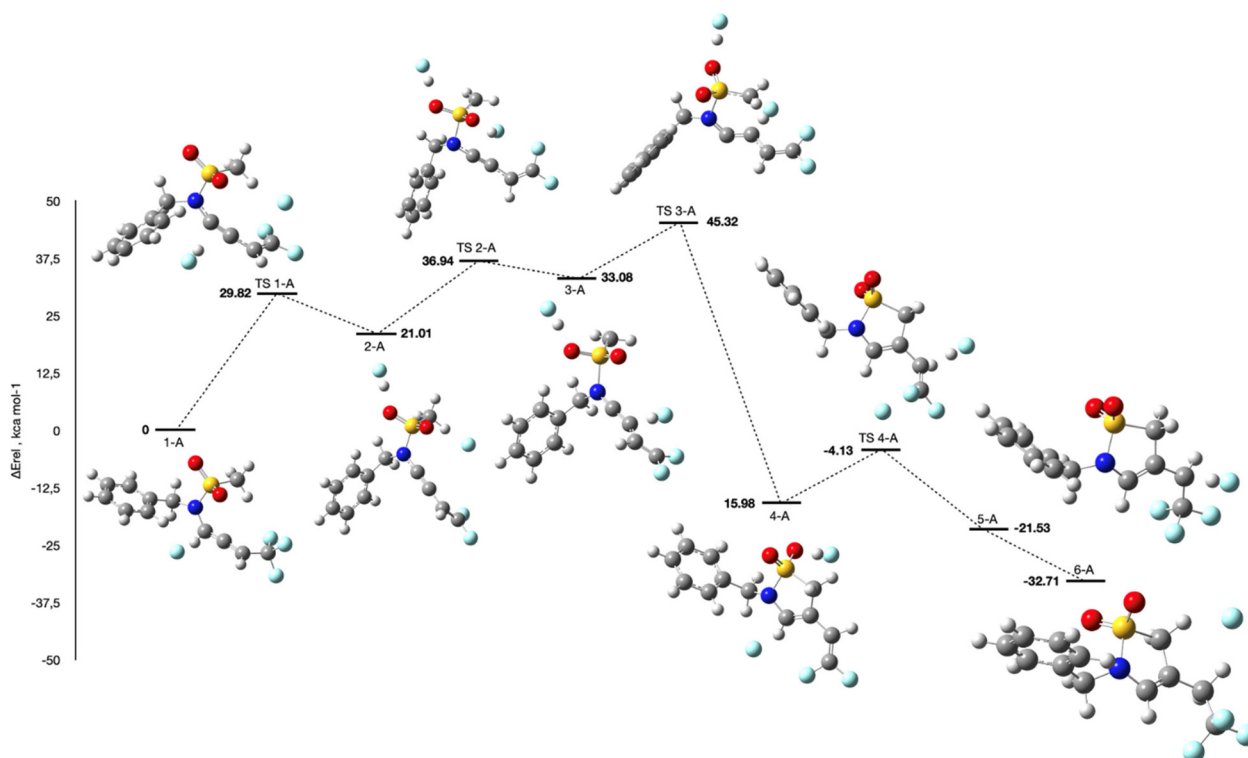 50
37,5
25
12,5
0
-12,5
-25
-37,5
-50
ΔErel , kcal mol-1
0
1-A
TS 1-A
29.82
2-A
21.01
TS 2-A
36.94
3-A
33.08
TS 3-A
45.32
15.98
4-A
TS 4-A
-4.13
5-A
-21.53
6-A
-32.71